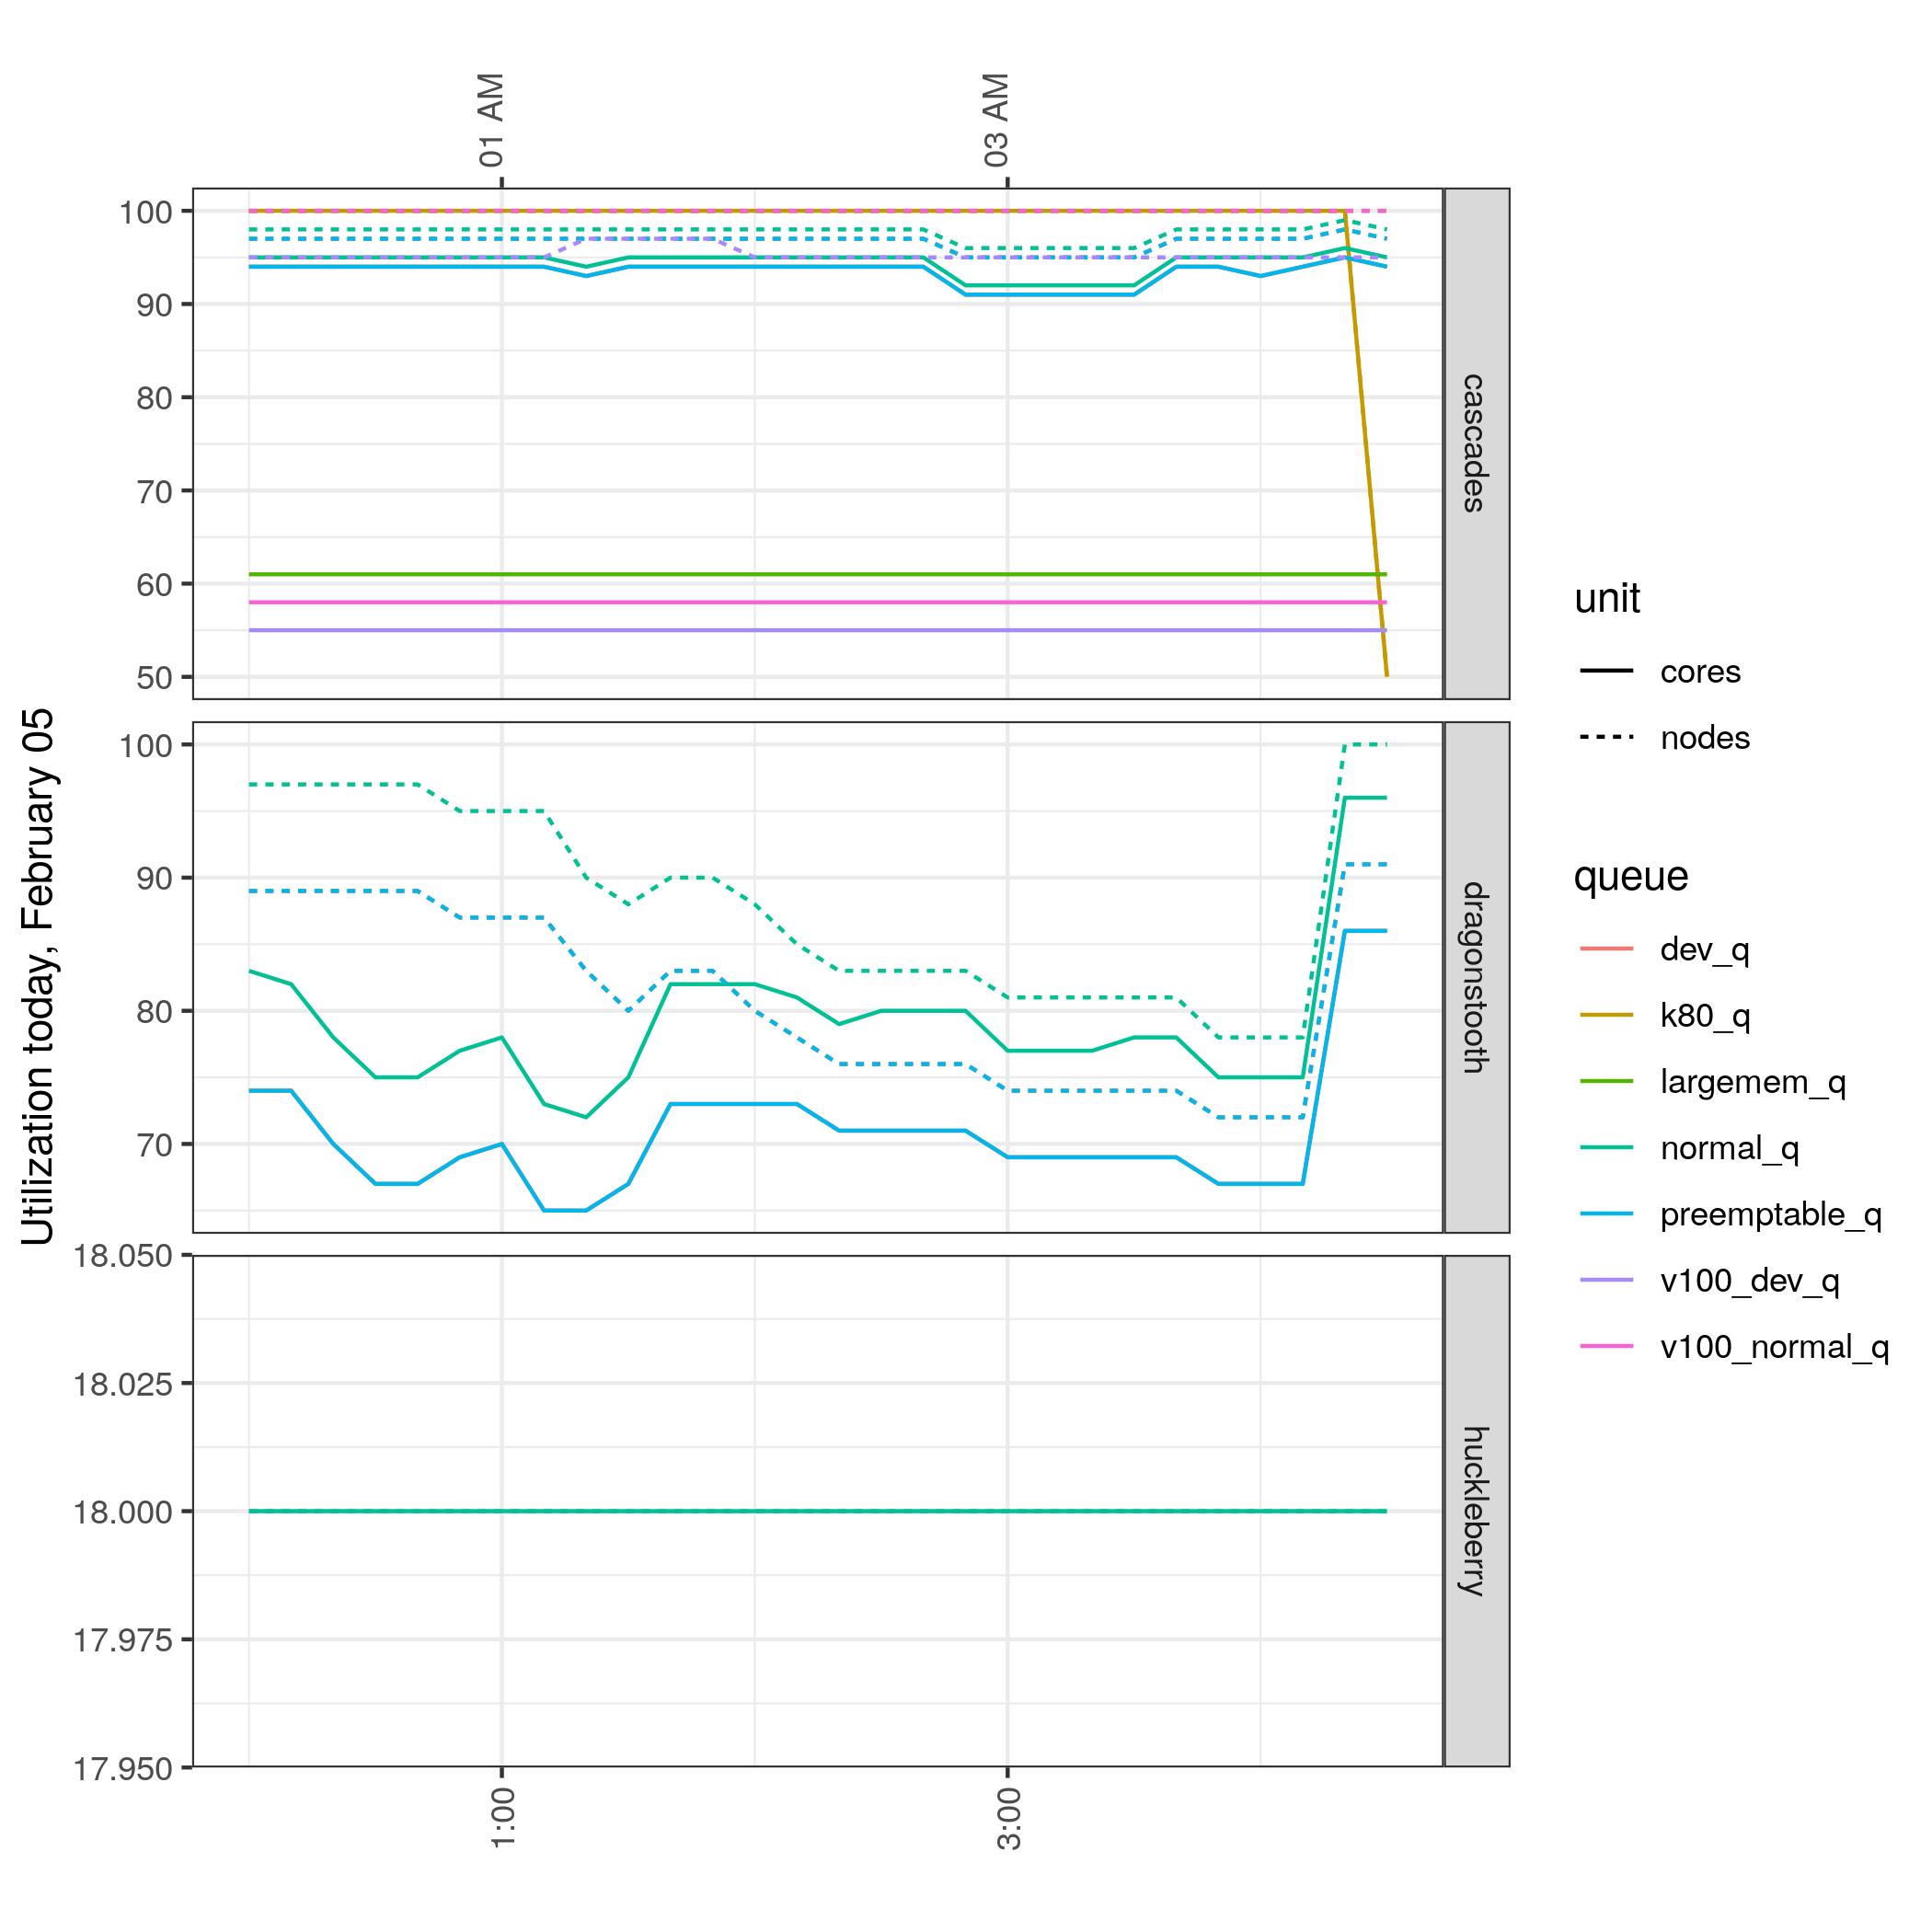 01 AM
03 AM
100
90
80
70
60
50
cascades
100
90
80
70
dragonstooth
18.050
18.025
18.000
17.975
17.950
huckleberry
1:00
3:00
Utilization today, February 05
unit
cores
nodes
queue
dev_q
k80_q
largemem_q
normal_q
preemptable_q
v100_dev_q
v100_normal_q